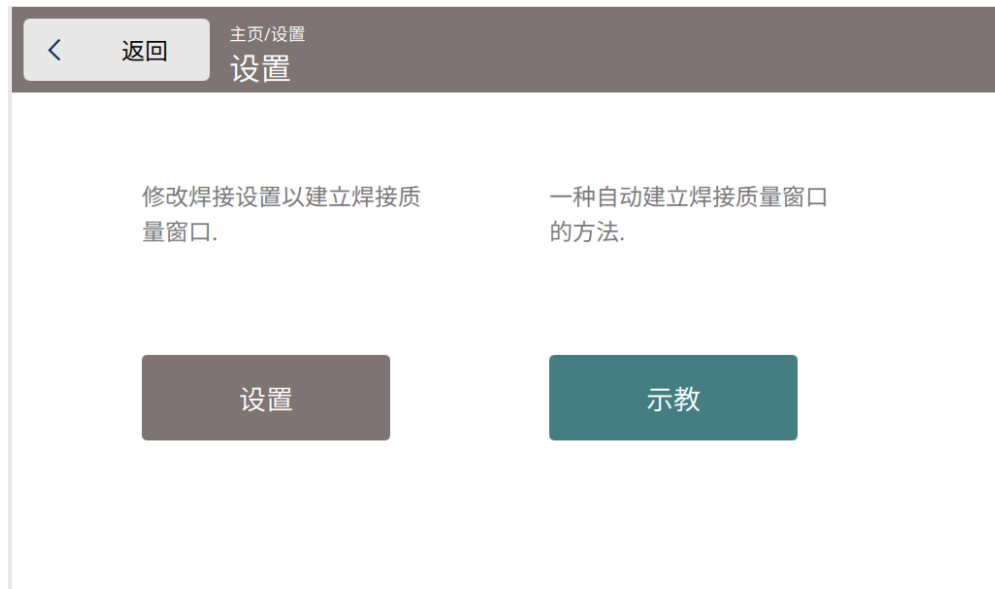 返回
主页/设置
设置
修改焊接设置以建立焊接质
量窗口.
一种自动建立焊接质量窗口
的方法.
设置
示教